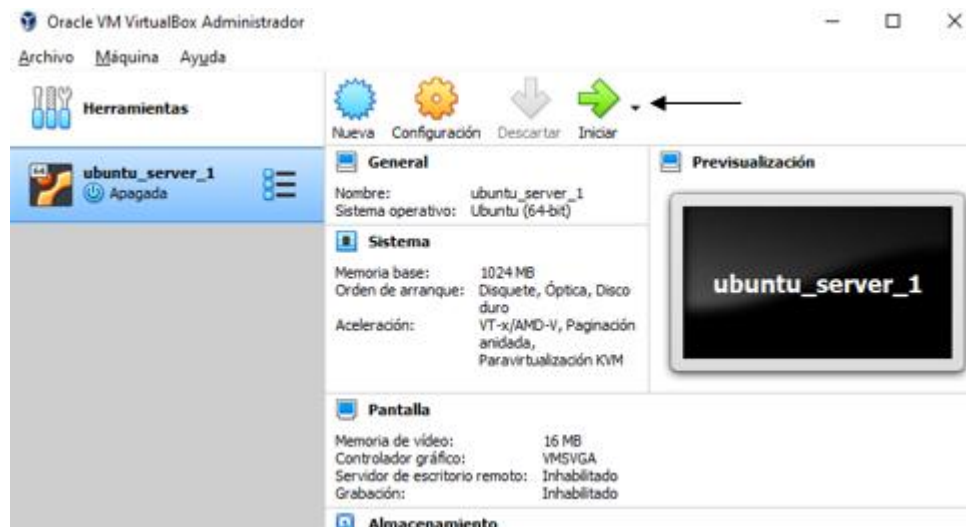 Oracle VM VirtualBox Administrador
Archivo Máquina Ayuda
Herramientas
Nueva Configuración Descartar Iniciar
64
ubuntu_server_1
Apagada
General
Nombre: ubuntu_server_1
Sistema operativo: Ubuntu (64-bit)
Sistema
Memoria base: 1024 MB
Orden de arranque: Disquete, Óptica, Disco
duro
Aceleración: VT-x/AMD-V, Paginación
anidada,
Paravirtualización KVM
Previsualización
ubuntu_server_1
Pantalla
Memoria de vídeo: 16 MB
Controlador gráfico: VMSVGA
Servidor de escritorio remoto: Inhabilitado
Grabación: Inhabilitado
Almacenamiento